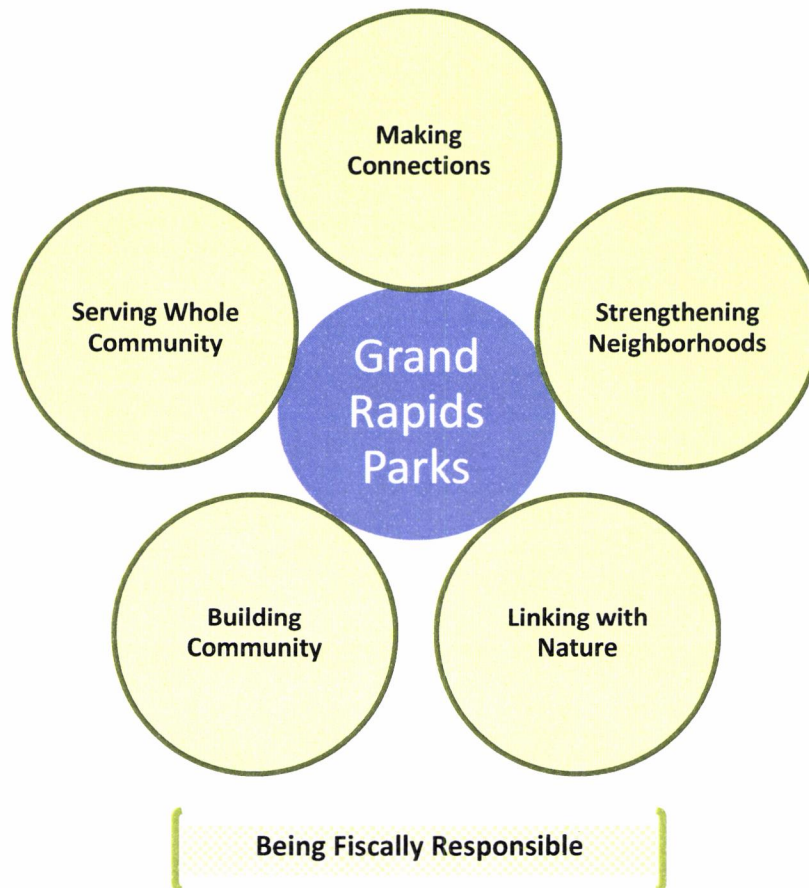 Making
Connections
Serving Whole
Community
Strengthening
Neighborhoods
Grand
Rapids
Parks
Building
Community
Linking with
Nature
Being Fiscally Responsible